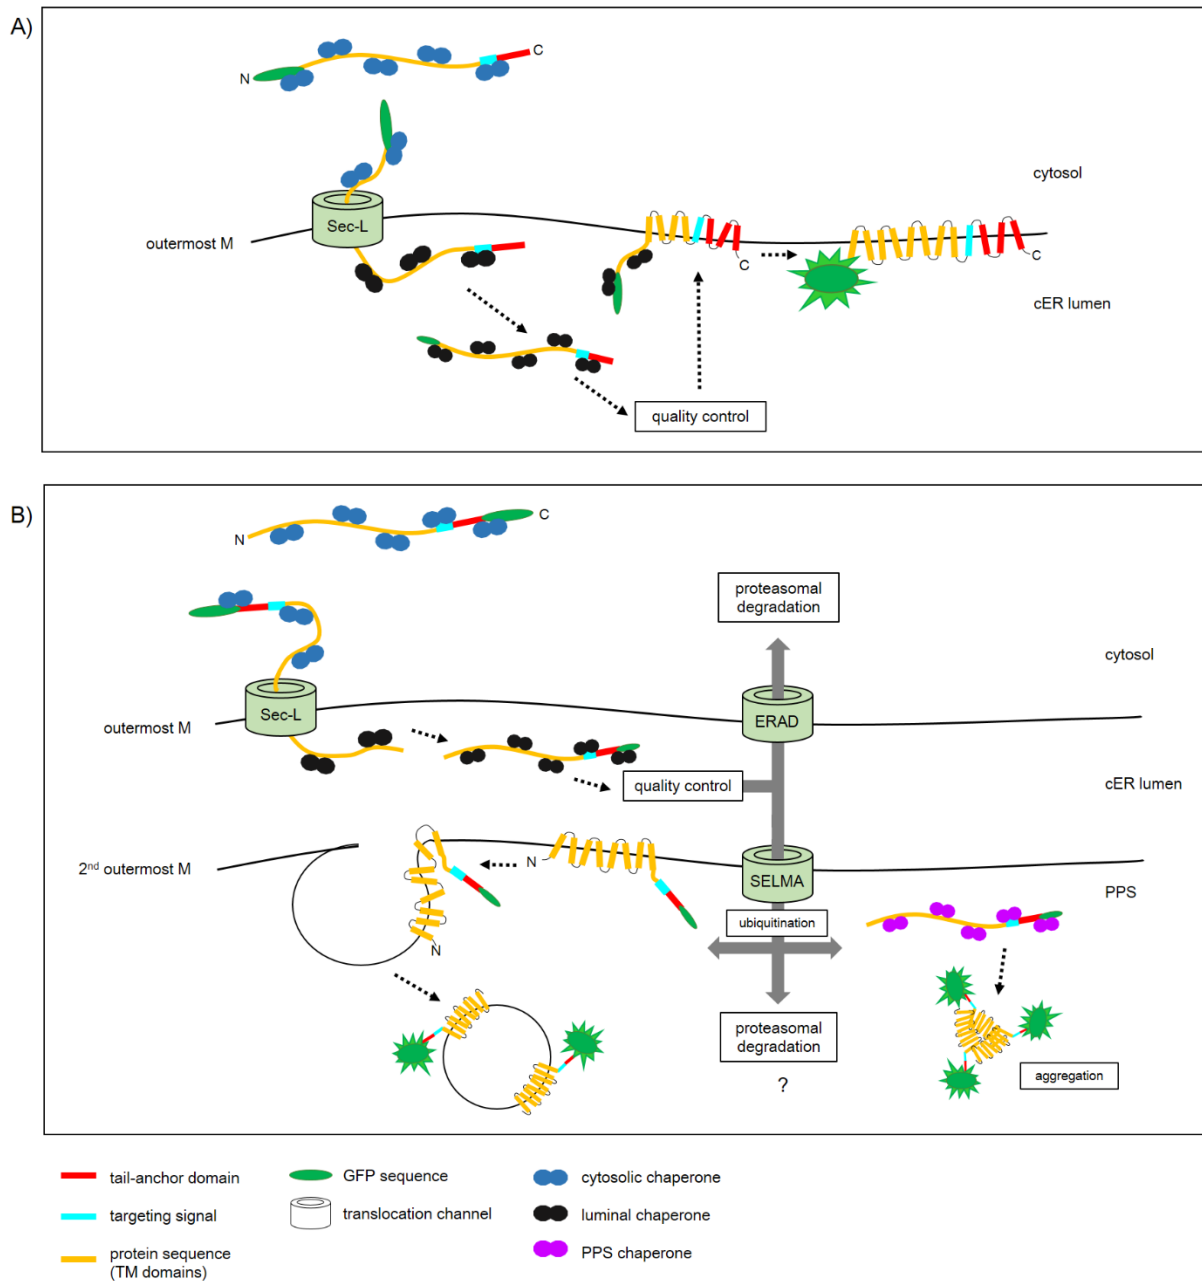 A)
C
N
cytosol
Sec-L
outermost M
C
C
cER lumen
quality control
B)
C
N
proteasomal
degradation
cytosol
Sec-L
ERAD
outermost M
quality control
cER lumen
N
2nd outermost M
SELMA
PPS
ubiquitination
N
proteasomal
degradation
aggregation
?
tail-anchor domain
GFP sequence
cytosolic chaperone
targeting signal
translocation channel
luminal chaperone
protein sequence
(TM domains)
PPS chaperone